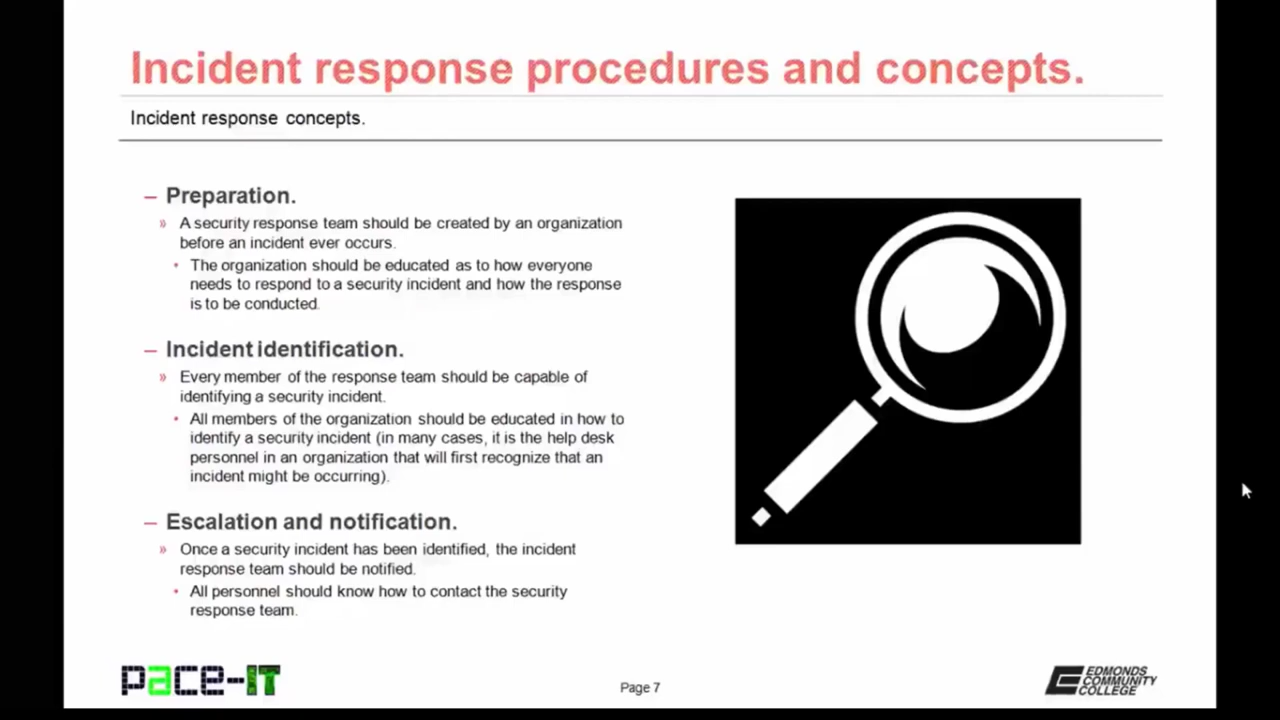 Incident response procedures and concepts.
Incident response concepts.
– Preparation.
» A security response team should be created by an organization
before an incident ever occurs.
• The organization should be educated as to how everyone
needs to respond to a security incident and how the response
is to be conducted.
– Incident identification.
» Every member of the response team should be capable of
identifying a security incident.
• All members of the organization should be educated in how to
identify a security incident (in many cases, it is the help desk
personnel in an organization that will first recognize that an
incident might be occurring).
– Escalation and notification.
» Once a security incident has been identified, the incident
response team should be notified.
• All personnel should know how to contact the security
response team.
pace-IT
Page 7
EDMONDS
COMMUNITY
COLLEGE